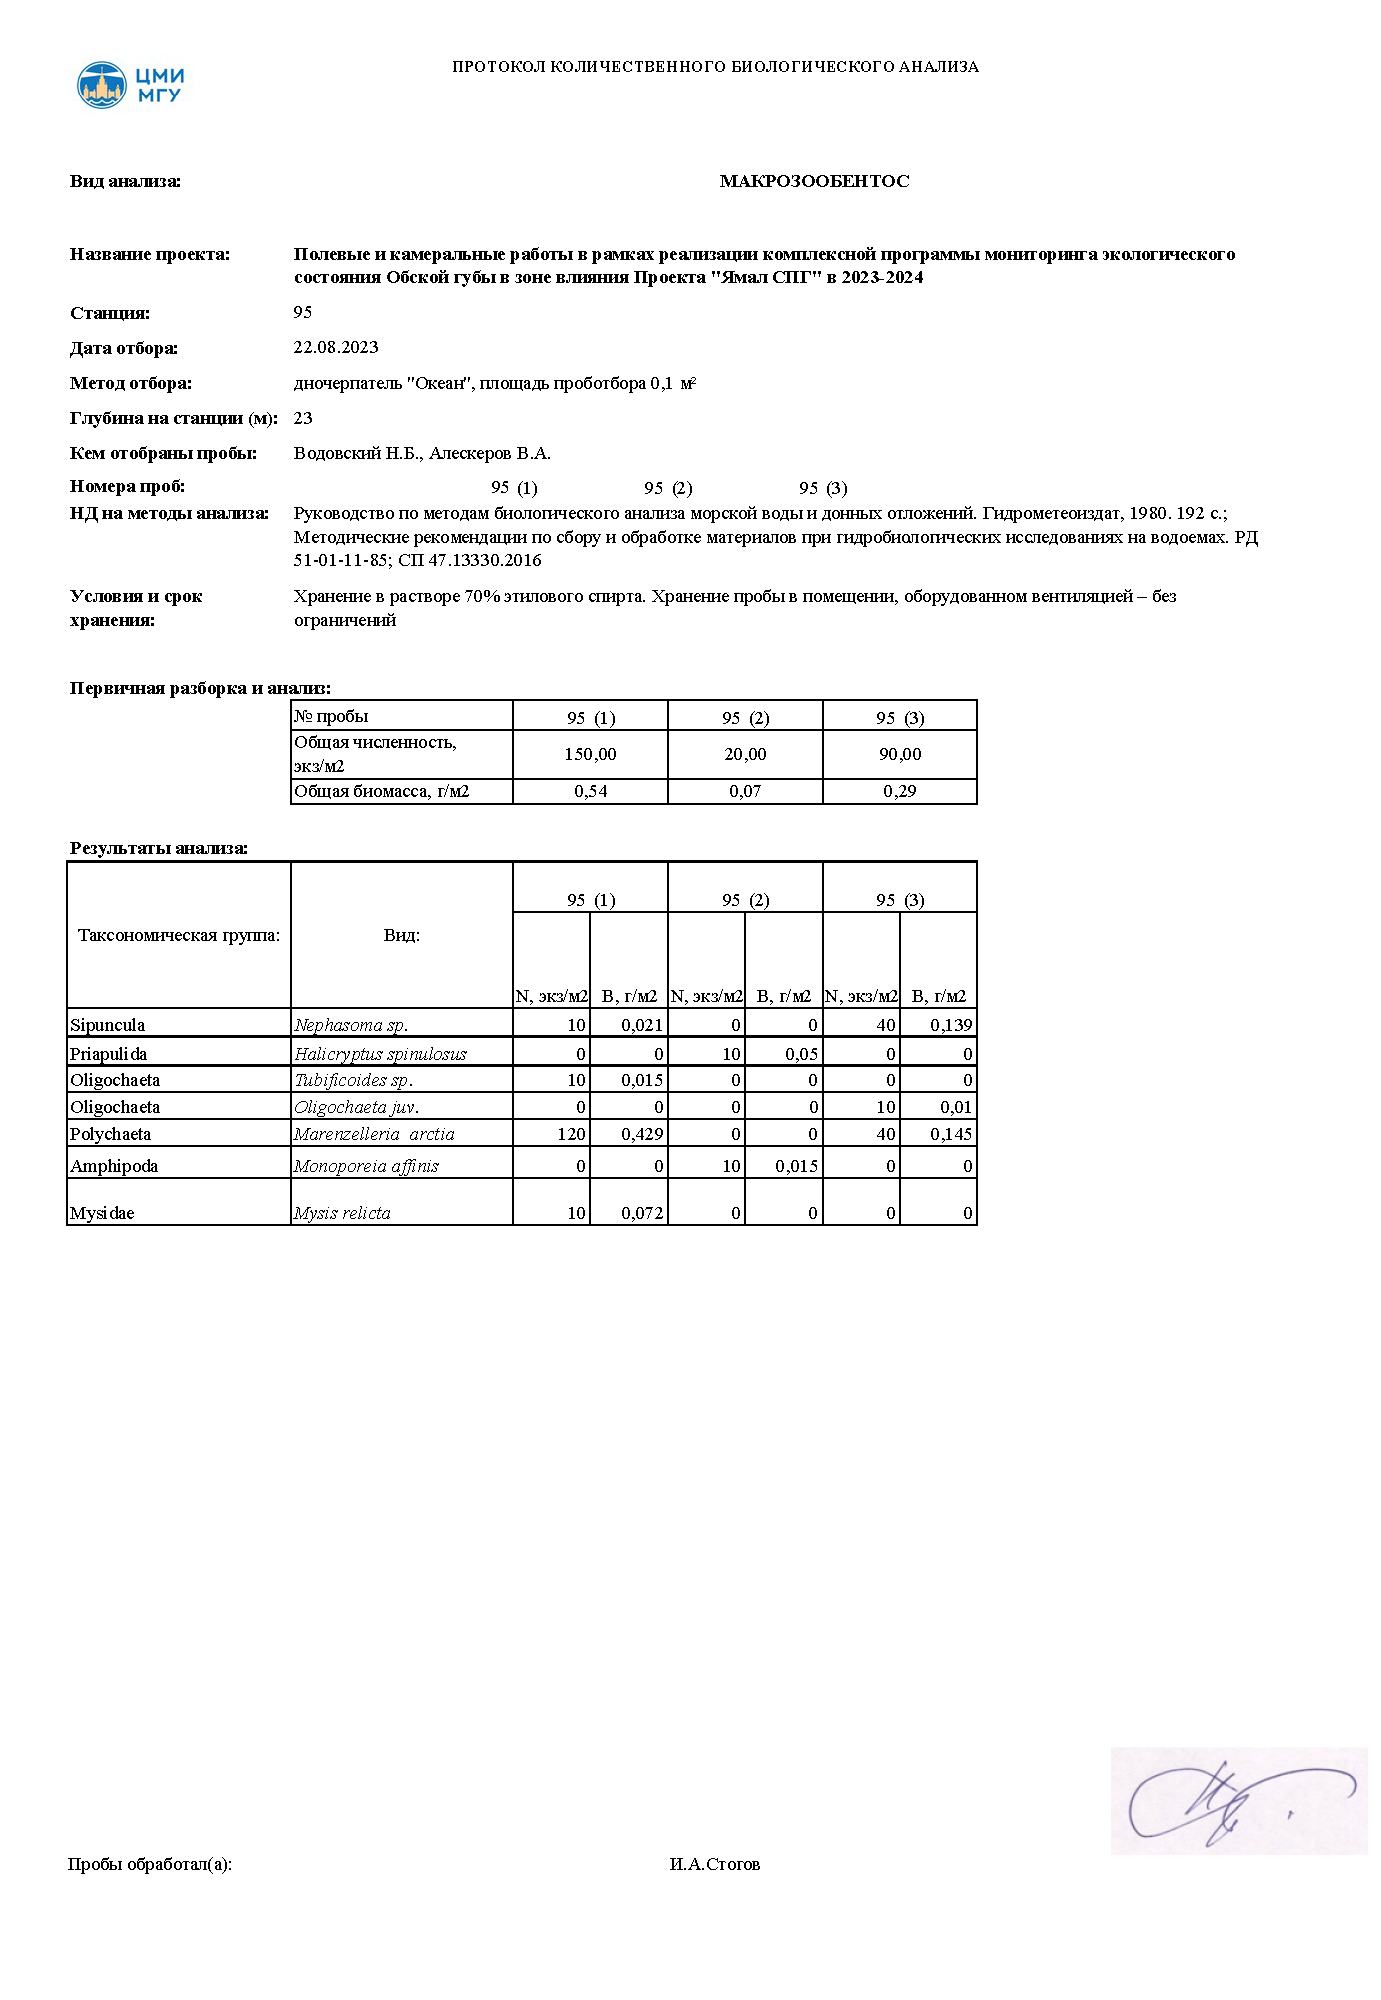 ЦМИ
МГУ
ПРОТОКОЛ КОЛИЧЕСТВЕННОГО БИОЛОГИЧЕСКОГО АНАЛИЗА
Вид анализа: МАКРОЗООБЕНТОС
Название проекта: Полевые и камеральные работы в рамках реализации комплексной программы мониторинга экологического
состояния Обской губы в зоне влияния Проекта "Ямал СПГ" в 2023-2024
Станция: 95
Дата отбора: 22.08.2023
Метод отбора: дночерпатель "Океан", площадь проботбора 0,1 м²
Глубина на станции (м): 23
Кем отобраны пробы: Водовский Н.Б., Алескеров В.А.
Номера проб: 95 (1) 95 (2) 95 (3)
НД на методы анализа: Руководство по методам биологического анализа морской воды и донных отложений. Гидрометеоиздат, 1980. 192 с.;
Методические рекомендации по сбору и обработке материалов при гидробиологических исследованиях на водоемах. РД
51-01-11-85; СП 47.13330.2016
Условия и срок Хранение в растворе 70% этилового спирта. Хранение пробы в помещении, оборудованном вентиляцией – без
хранения: ограничений
Первичная разборка и анализ:
№ пробы 95 (1) 95 (2) 95 (3)
Общая численность,
экз/м2 150,00 20,00 90,00
Общая биомасса, г/м2 0,54 0,07 0,29
Результаты анализа:
95 (1) 95 (2) 95 (3)
Таксономическая группа: Вид:
N, экз/м2 B, г/м2 N, экз/м2 B, г/м2 N, экз/м2 B, г/м2
Sipuncula Nephasoma sp. 10 0,021 0 0 40 0,139
Priapulida Halicryptus spinulosus 0 0 10 0,05 0 0
Oligochaeta Tubificoides sp. 10 0,015 0 0 0 0
Oligochaeta Oligochaeta juv. 0 0 0 0 10 0,01
Polychaeta Marenzelleria arctia 120 0,429 0 0 40 0,145
Amphipoda Monoporeia affinis 0 0 10 0,015 0 0
Mysidae Mysis relicta 10 0,072 0 0 0 0
Пробы обработал(а): И.А.Стогов